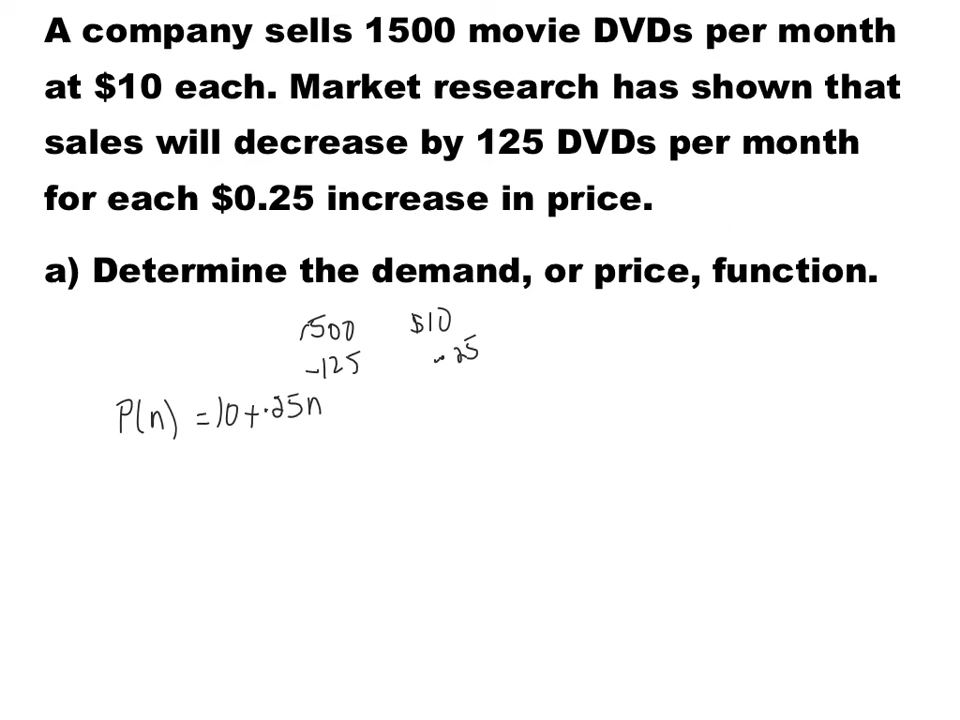 A company sells 1500 movie DVDs per month
at $10 each. Market research has shown that
sales will decrease by 125 DVDs per month
for each $0.25 increase in price.
a) Determine the demand, or price, function.
1500 $10
-125 .25
P(n) = 10+.25n